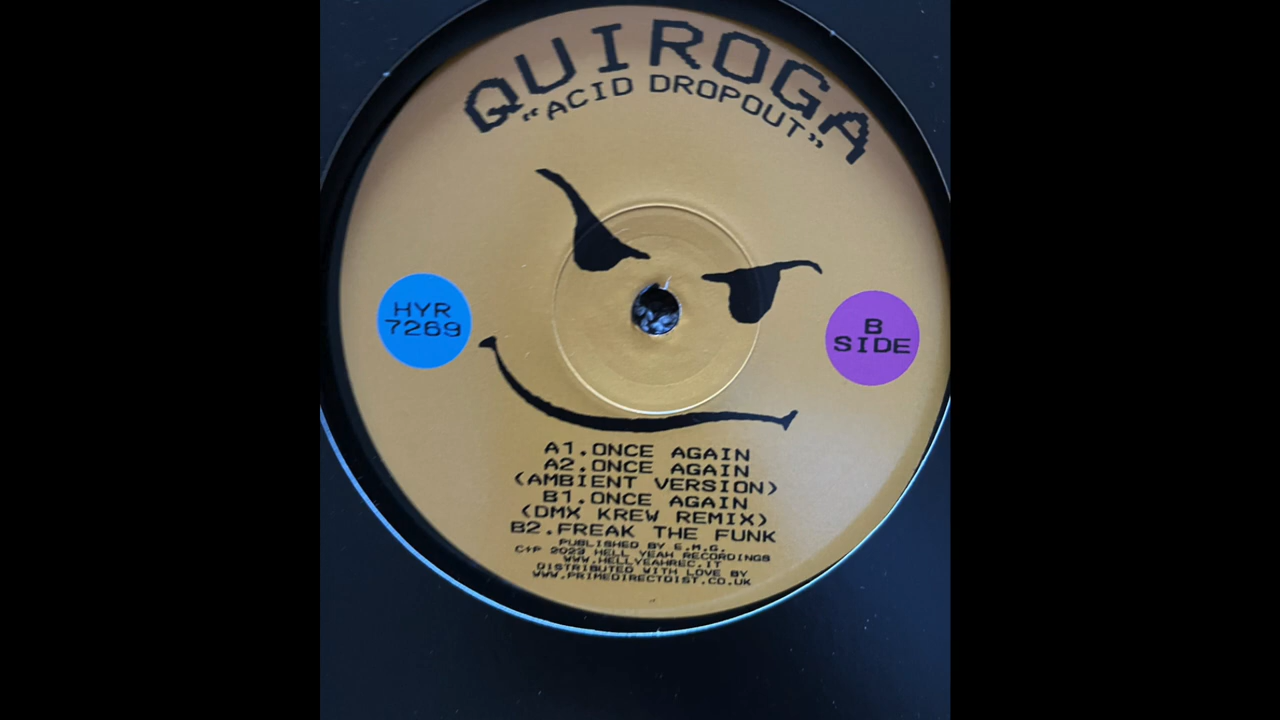 QUIROGA
"ACID DROPOUT"
HYR
7269
B
SIDE
A1.ONCE AGAIN
A2.ONCE AGAIN
(AMBIENT VERSION)
B1.ONCE AGAIN
(DMX KREW REMIX)
B2.FREAK THE FUNK
PUBLISHED BY E.M.G.
C+P 2023 HELL YEAH RECORDINGS
WWW.HELLYEAHREC.IT
DISTRIBUTED WITH LOVE BY
WWW.PRIMEDIRECTDIST.CO.UK